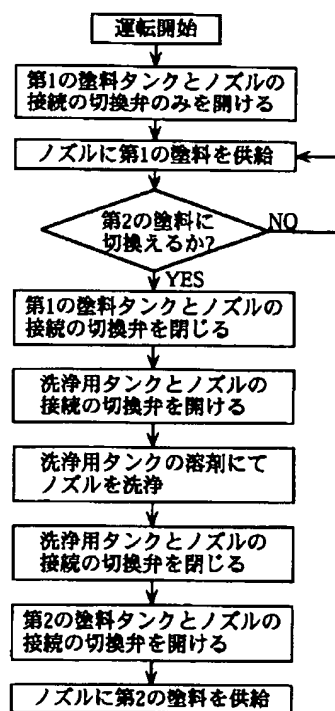 運転開始
第1の塗料タンクとノズルの
接続の切換弁のみを開ける
ノズルに第1の塗料を供給
第2の塗料に
切換えるか?
NO
YES
第1の塗料タンクとノズルの
接続の切換弁を閉じる
洗浄用タンクとノズルの
接続の切換弁を開ける
洗浄用タンクの溶剤にて
ノズルを洗浄
洗浄用タンクとノズルの
接続の切換弁を閉じる
第2の塗料タンクとノズルの
接続の切換弁を開ける
ノズルに第2の塗料を供給